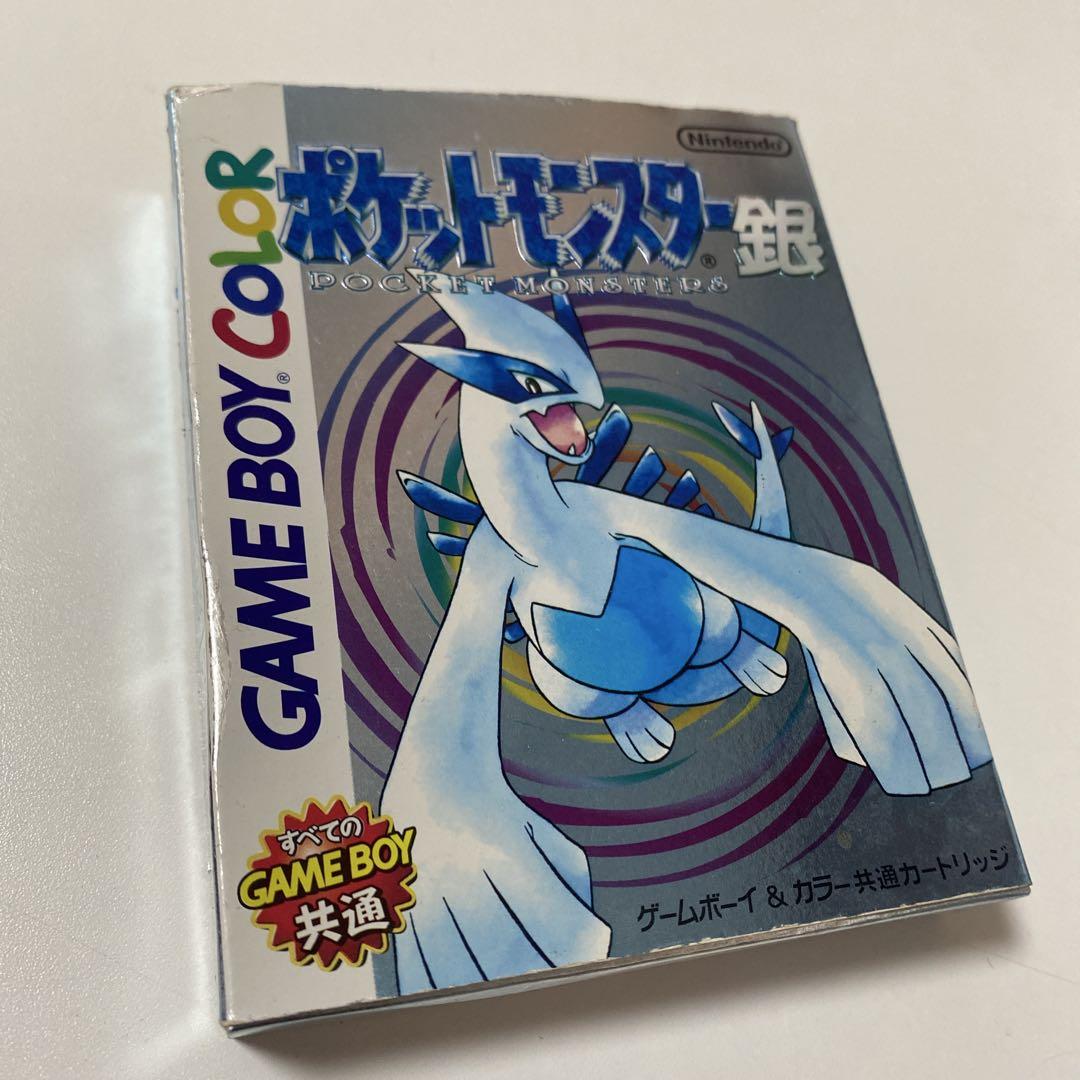 Nintendo
ポケットモンスター銀
®
POCKET MONSTERS
GAME BOY® COLOR
すべての
GAME BOY
共通
ゲームボーイ & カラー共通カートリッジ